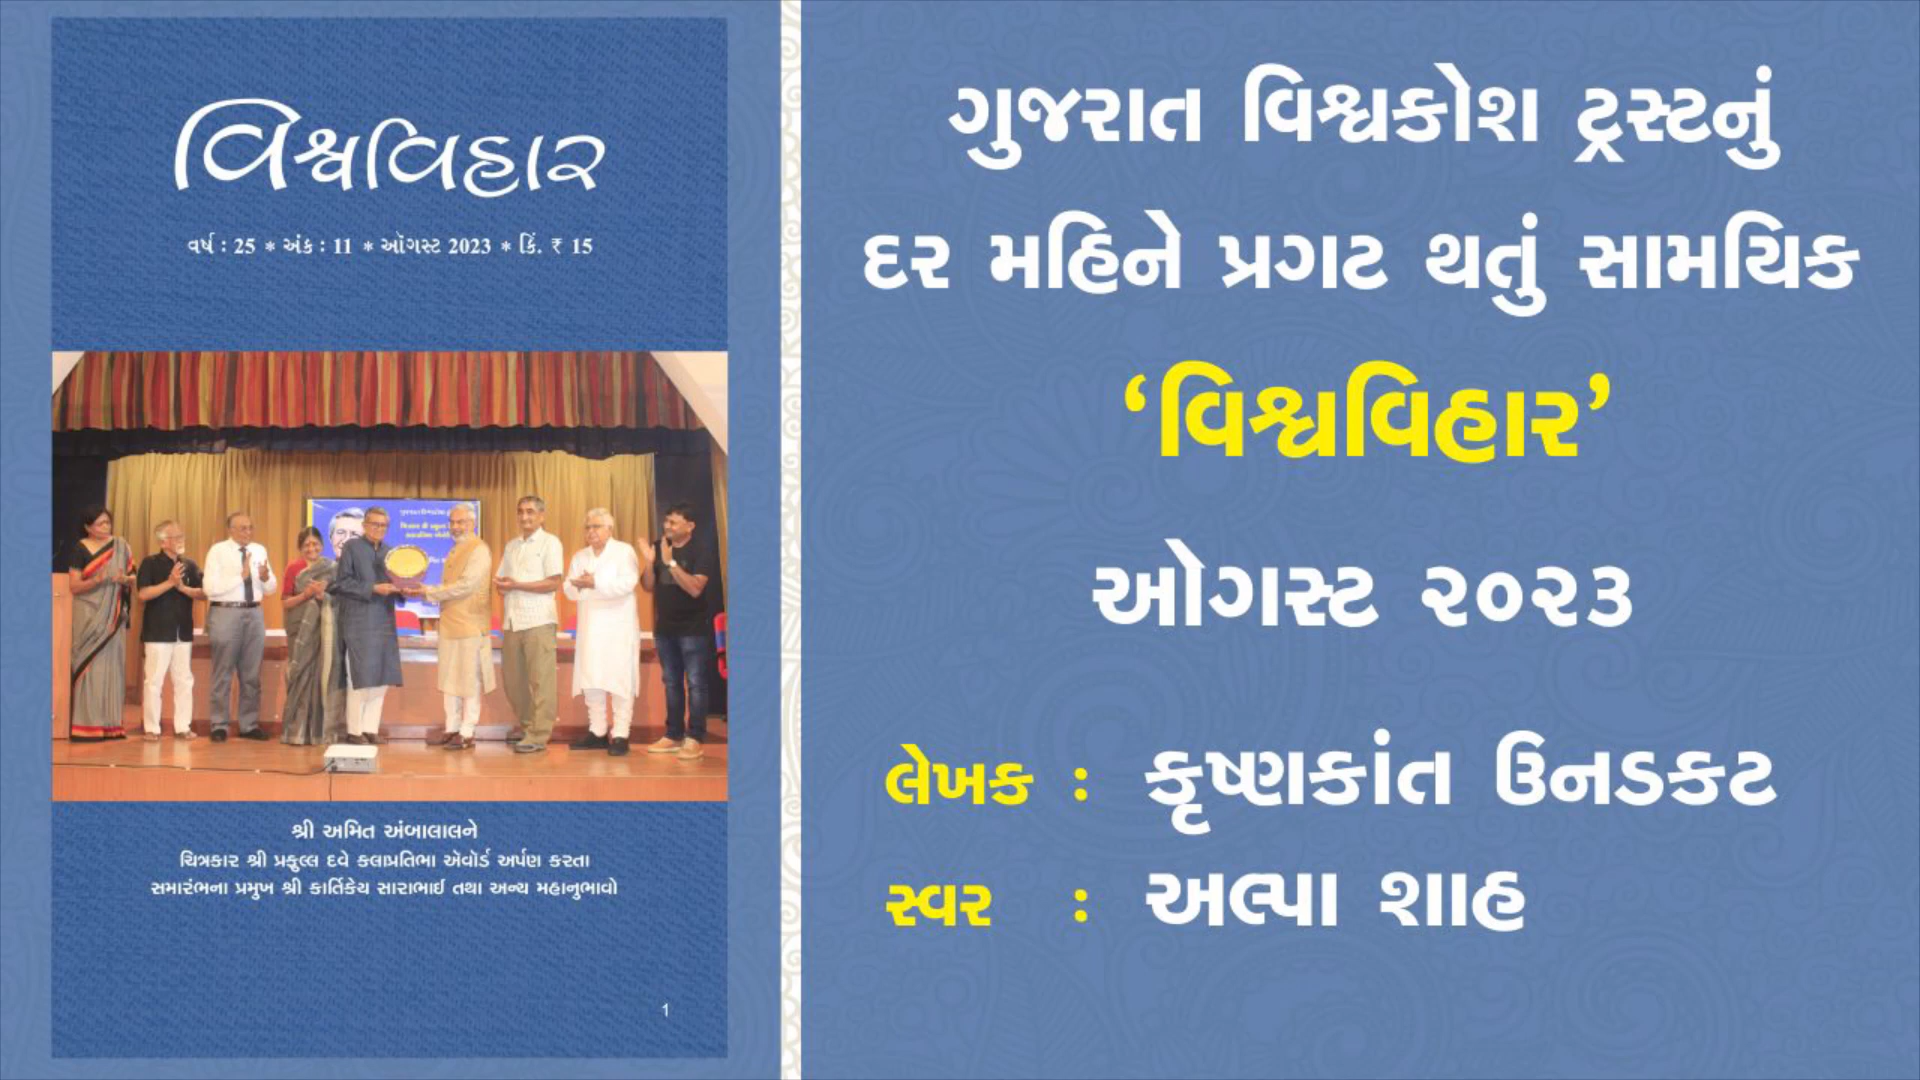 વિશ્વવિહાર
વર્ષ : 25 * અંક : 11 * ઑગસ્ટ 2023 * કિં. ₹ 15
શ્રી અમિત અંબાલાલને
ચિત્રકાર શ્રી પ્રફુલ્લ દવે કલાપ્રતિભા ઍવૉર્ડ અર્પણ કરતા
સમારંભના પ્રમુખ શ્રી કાર્તિકેય સારાભાઈ તથા અન્ય મહાનુભાવો
1
ગુજરાત વિશ્વકોશ ટ્રસ્ટનું
દર મહિને પ્રગટ થતું સામયિક
‘વિશ્વવિહાર’
ઓગસ્ટ ૨૦૨૩
લેખક : કૃષ્ણકાંત ઉનડકટ
સ્વર : અલ્પા શાહ